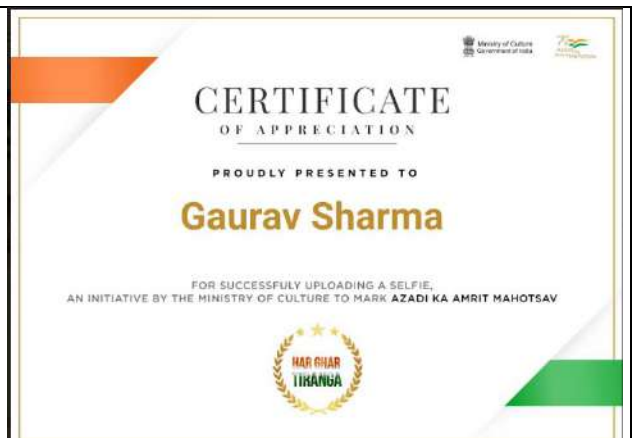 Ministry of Culture
Government of India
CERTIFICATE
OF APPRECIATION
PROUDLY PRESENTED TO
Gaurav Sharma
FOR SUCCESSFULY UPLOADING A SELFIE,
AN INITIATIVE BY THE MINISTRY OF CULTURE TO MARK AZADI KA AMRIT MAHOTSAV
HAR GHAR
TIRANGA